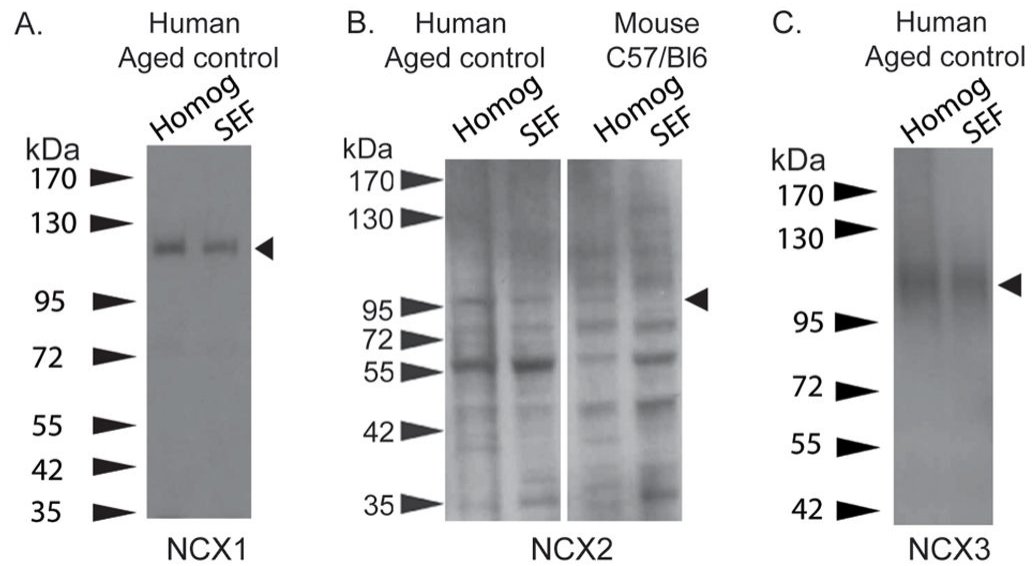 A.
Human
Aged control
Homog
SEF
kDa
170
130
95
72
55
42
35
NCX1
B.
Human
Aged control
Mouse
C57/Bl6
Homog
SEF
Homog
SEF
kDa
170
130
95
72
55
42
35
NCX2
C.
Human
Aged control
Homog
SEF
kDa
170
130
95
72
55
42
NCX3